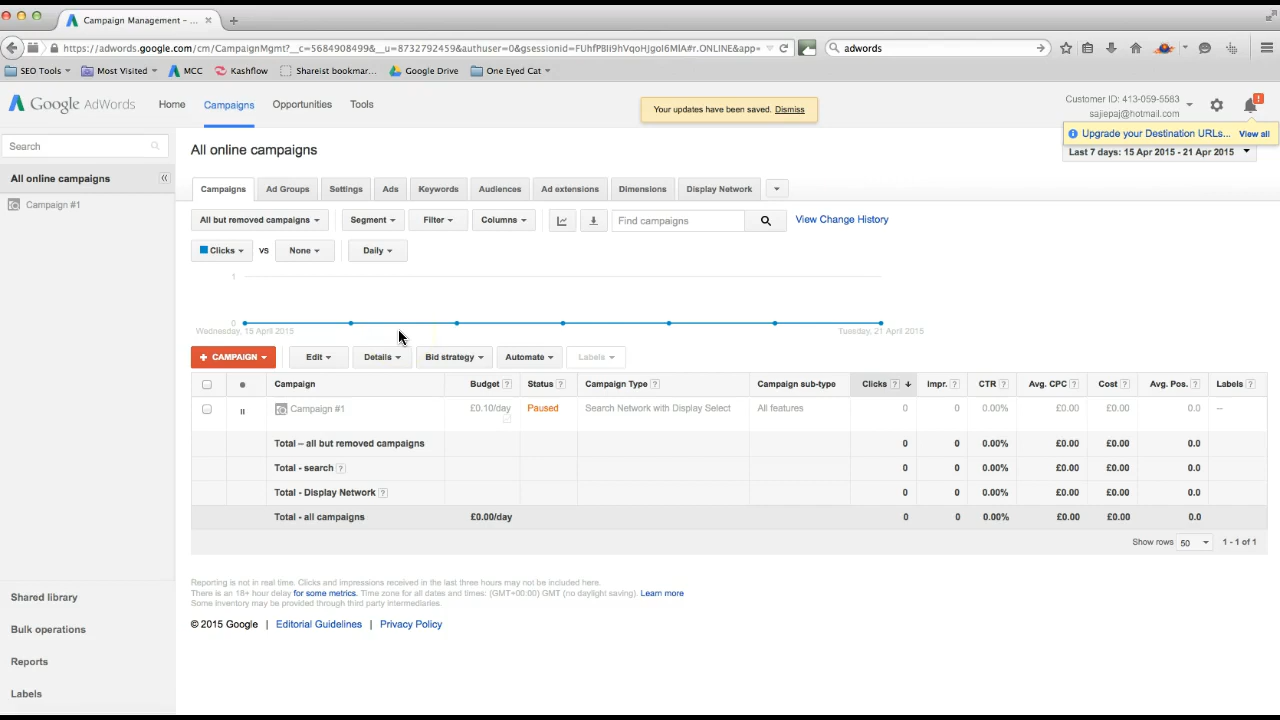 Campaign Management - ...
https://adwords.google.com/cm/CampaignMgmt?__c=5684908499&__u=8732792459&authuser=0&gsessionid=FUhfPBIi9hVqoHJgoI6MlA#r.ONLINE&app=
adwords
SEO Tools
Most Visited
MCC
Kashflow
Shareist bookmar...
Google Drive
One Eyed Cat
Google AdWords
Home
Campaigns
Opportunities
Tools
Your updates have been saved. Dismiss
Customer ID: 413-059-5583
sajiepaj@hotmail.com
!
Upgrade your Destination URLs... View all
Last 7 days: 15 Apr 2015 - 21 Apr 2015
Search
All online campaigns
Campaign #1
All online campaigns
Campaigns
Ad Groups
Settings
Ads
Keywords
Audiences
Ad extensions
Dimensions
Display Network
All but removed campaigns
Segment
Filter
Columns
Find campaigns
View Change History
Clicks
vs
None
Daily
1
0
Wednesday, 15 April 2015
Tuesday, 21 April 2015
+ CAMPAIGN
Edit
Details
Bid strategy
Automate
Labels
Campaign Budget ? Status ? Campaign Type ? Campaign sub-type Clicks ? Impr. ? CTR ? Avg. CPC ? Cost ? Avg. Pos. ? Labels ?
Campaign #1 £0.10/day Paused Search Network with Display Select All features 0 0 0.00% £0.00 £0.00 0.0 --
Total – all but removed campaigns 0 0 0.00% £0.00 £0.00 0.0
Total - search ? 0 0 0.00% £0.00 £0.00 0.0
Total - Display Network ? 0 0 0.00% £0.00 £0.00 0.0
Total - all campaigns £0.00/day 0 0 0.00% £0.00 £0.00 0.0
Show rows 50 1 - 1 of 1
Reporting is not in real time. Clicks and impressions received in the last three hours may not be included here.
There is an 18+ hour delay for some metrics. Time zone for all dates and times: (GMT+00:00) GMT (no daylight saving). Learn more
Some inventory may be provided through third party intermediaries.
© 2015 Google | Editorial Guidelines | Privacy Policy
Shared library
Bulk operations
Reports
Labels